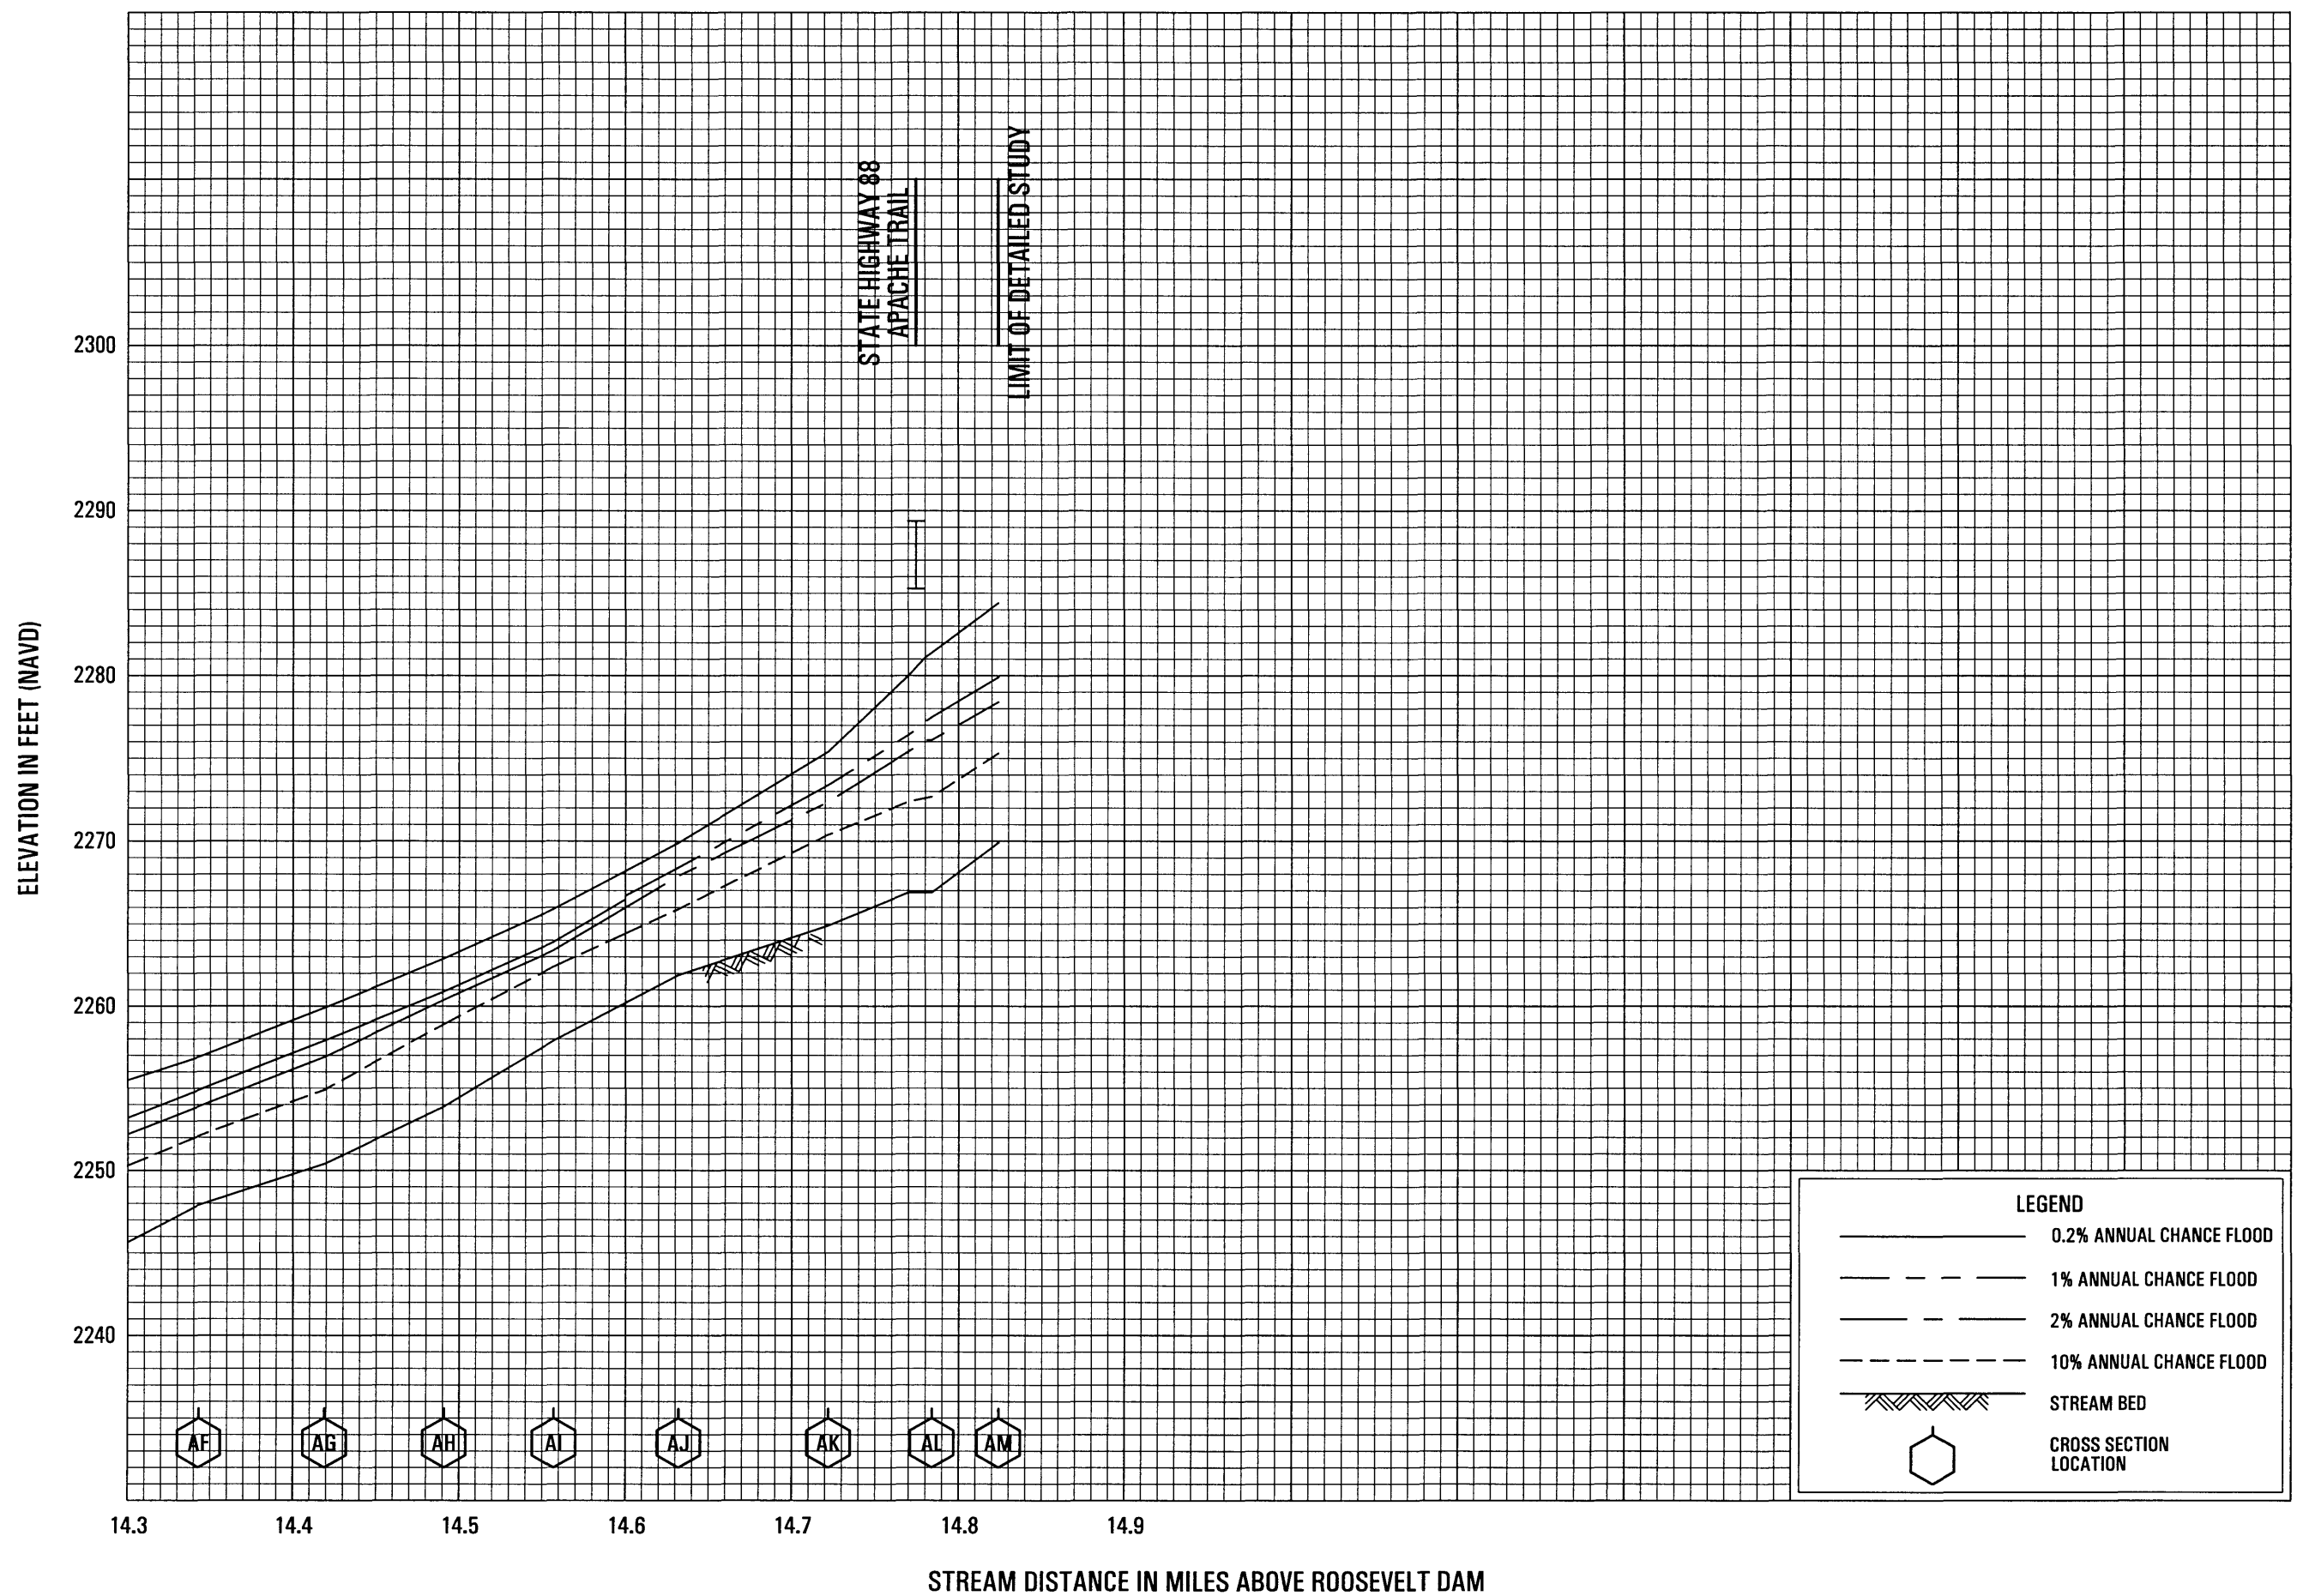 STATE HIGHWAY 88
APACHE TRAIL
LIMIT OF DETAILED STUDY
ELEVATION IN FEET (NAVD)
2300
2290
2280
2270
2260
2250
2240
AF
AG
AH
AI
AJ
AK
AL
AM
14.3
14.4
14.5
14.6
14.7
14.8
14.9
STREAM DISTANCE IN MILES ABOVE ROOSEVELT DAM
LEGEND
0.2% ANNUAL CHANCE FLOOD
1% ANNUAL CHANCE FLOOD
2% ANNUAL CHANCE FLOOD
10% ANNUAL CHANCE FLOOD
STREAM BED
CROSS SECTION
LOCATION